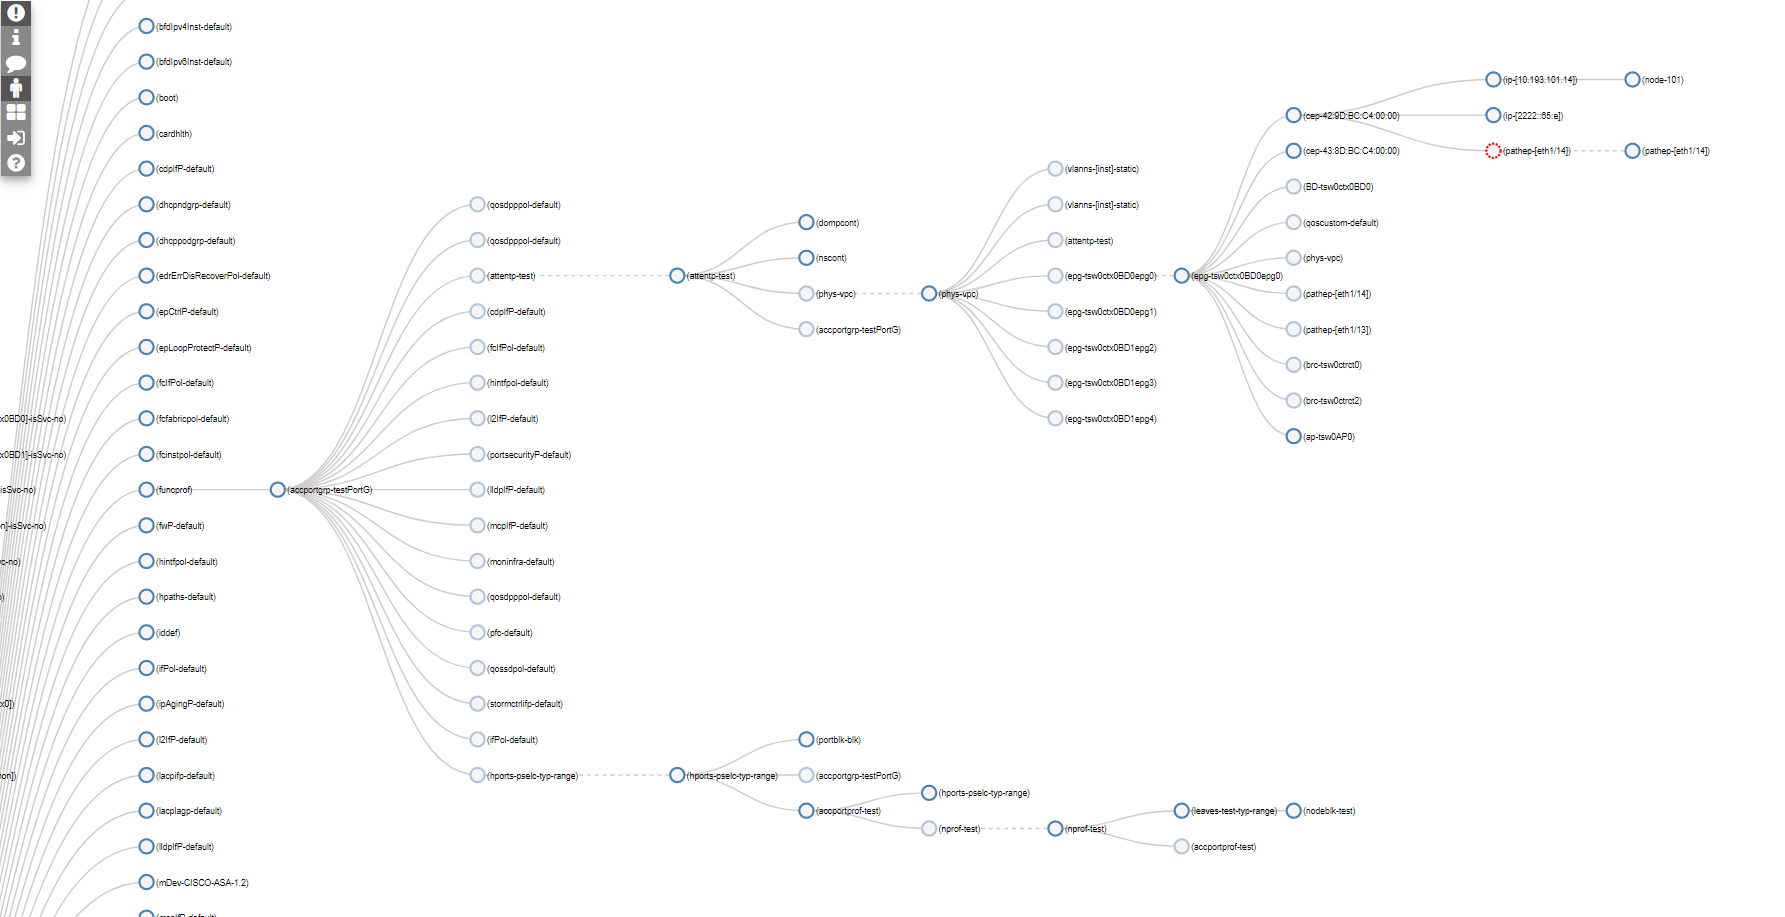 (bfdIpv4Inst-default)
(bfdIpv6Inst-default)
(boot)
(cardhlth)
(cdpIfP-default)
(dhcpndgrp-default)
(dhcppodgrp-default)
(edrErrDisRecoverPol-default)
(epCtrlP-default)
(epLoopProtectP-default)
(fcIfPol-default)
x0BD0]-isSvc-no)
(fcfabricpol-default)
x0BD1]-isSvc-no)
(fcinstpol-default)
isSvc-no)
(funcprof)
n]-isSvc-no)
(fwP-default)
(hintfpol-default)
(hpaths-default)
(iddef)
(ifPol-default)
x0])
(ipAgingP-default)
(l2IfP-default)
(lacpifp-default)
(lacplagp-default)
(lldpIfP-default)
(mDev-CISCO-ASA-1.2)
(accportgrp-testPortG)
(qosdpppol-default)
(qosdpppol-default)
(attentp-test)
(cdpIfP-default)
(fcIfPol-default)
(hintfpol-default)
(l2IfP-default)
(portsecurityP-default)
(lldpIfP-default)
(mcpIfP-default)
(moninfra-default)
(qosdpppol-default)
(pfc-default)
(qossdpol-default)
(stormctrlifp-default)
(ifPol-default)
(hports-pselc-typ-range)
(attentp-test)
(dompcont)
(nscont)
(phys-vpc)
(accportgrp-testPortG)
(phys-vpc)
(vlanns-[inst]-static)
(vlanns-[inst]-static)
(attentp-test)
(epg-tsw0ctx0BD0epg0)
(epg-tsw0ctx0BD0epg1)
(epg-tsw0ctx0BD1epg2)
(epg-tsw0ctx0BD1epg3)
(epg-tsw0ctx0BD1epg4)
(epg-tsw0ctx0BD0epg0)
(cep-42:9D:BC:C4:00:00)
(cep-43:8D:BC:C4:00:00)
(BD-tsw0ctx0BD0)
(qoscustom-default)
(phys-vpc)
(pathep-[eth1/14])
(pathep-[eth1/13])
(brc-tsw0ctrct0)
(brc-tsw0ctrct2)
(ap-tsw0AP0)
(ip-[10.193.101.14])
(node-101)
(ip-[2222::65:e])
(pathep-[eth1/14])
(pathep-[eth1/14])
(hports-pselc-typ-range)
(portblk-blk)
(accportgrp-testPortG)
(accportprof-test)
(hports-pselc-typ-range)
(nprof-test)
(nprof-test)
(leaves-test-typ-range)
(nodeblk-test)
(accportprof-test)